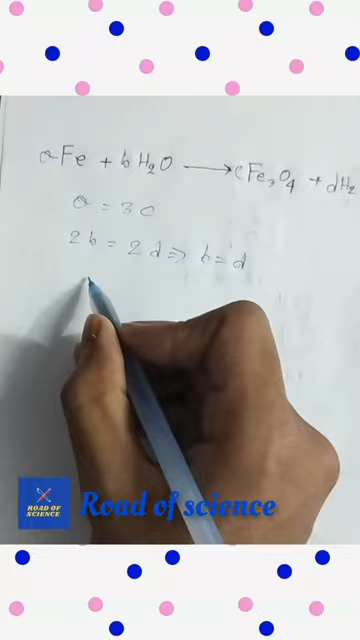 aFe + bH₂O ⟶ cFe₃O₄ + dH₂
a = 3c
2b = 2d ⇒ b = d
ROAD OF
SCIENCE
Road of science